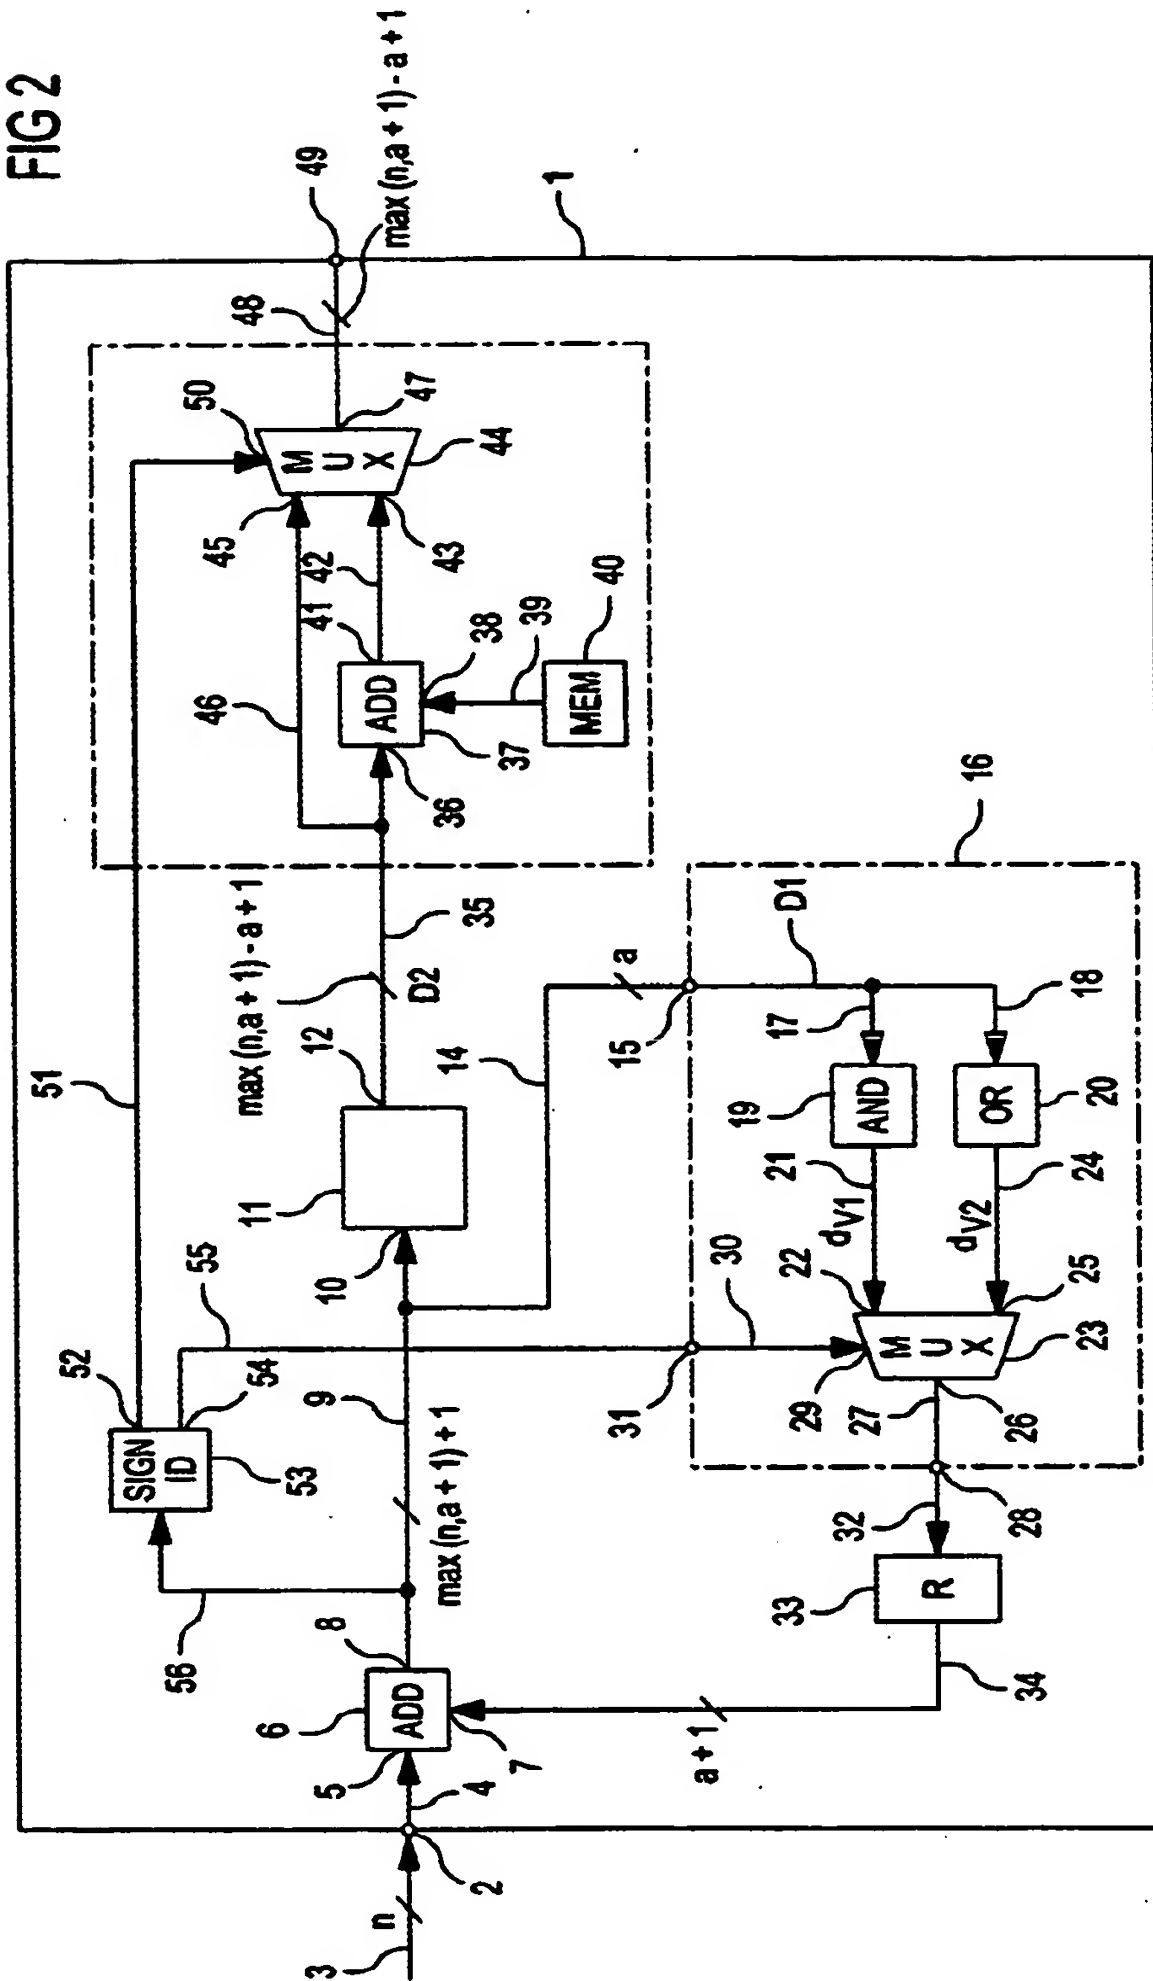 FIG 2
51
52
SIGN
ID
53
54
55
56
50
M
U
X
44
45
43
46
41
42
47
48
49
max (n,a + 1) - a + 1
1
ADD
36
37
38
39
40
MEM
max (n,a + 1) - a + 1
35
D2
12
11
10
9
max (n,a + 1) + 1
8
6
ADD
5
7
4
2
n
3
14
a
15
D1
16
17
18
19
AND
20
OR
21
dV1
24
dV2
22
25
M
U
X
23
29
30
31
26
27
28
32
33
R
34
a + 1